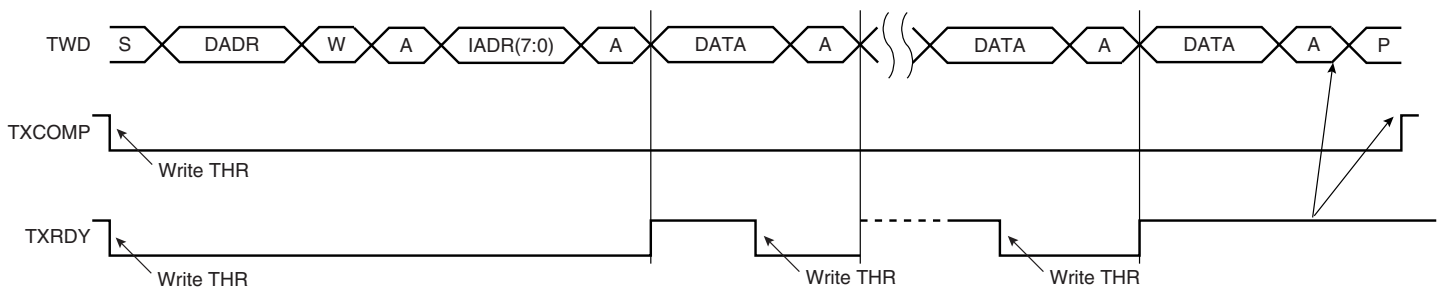 TWD S DADR W A IADR(7:0) A DATA A DATA A DATA A P
TXCOMP
Write THR
TXRDY
Write THR Write THR Write THR